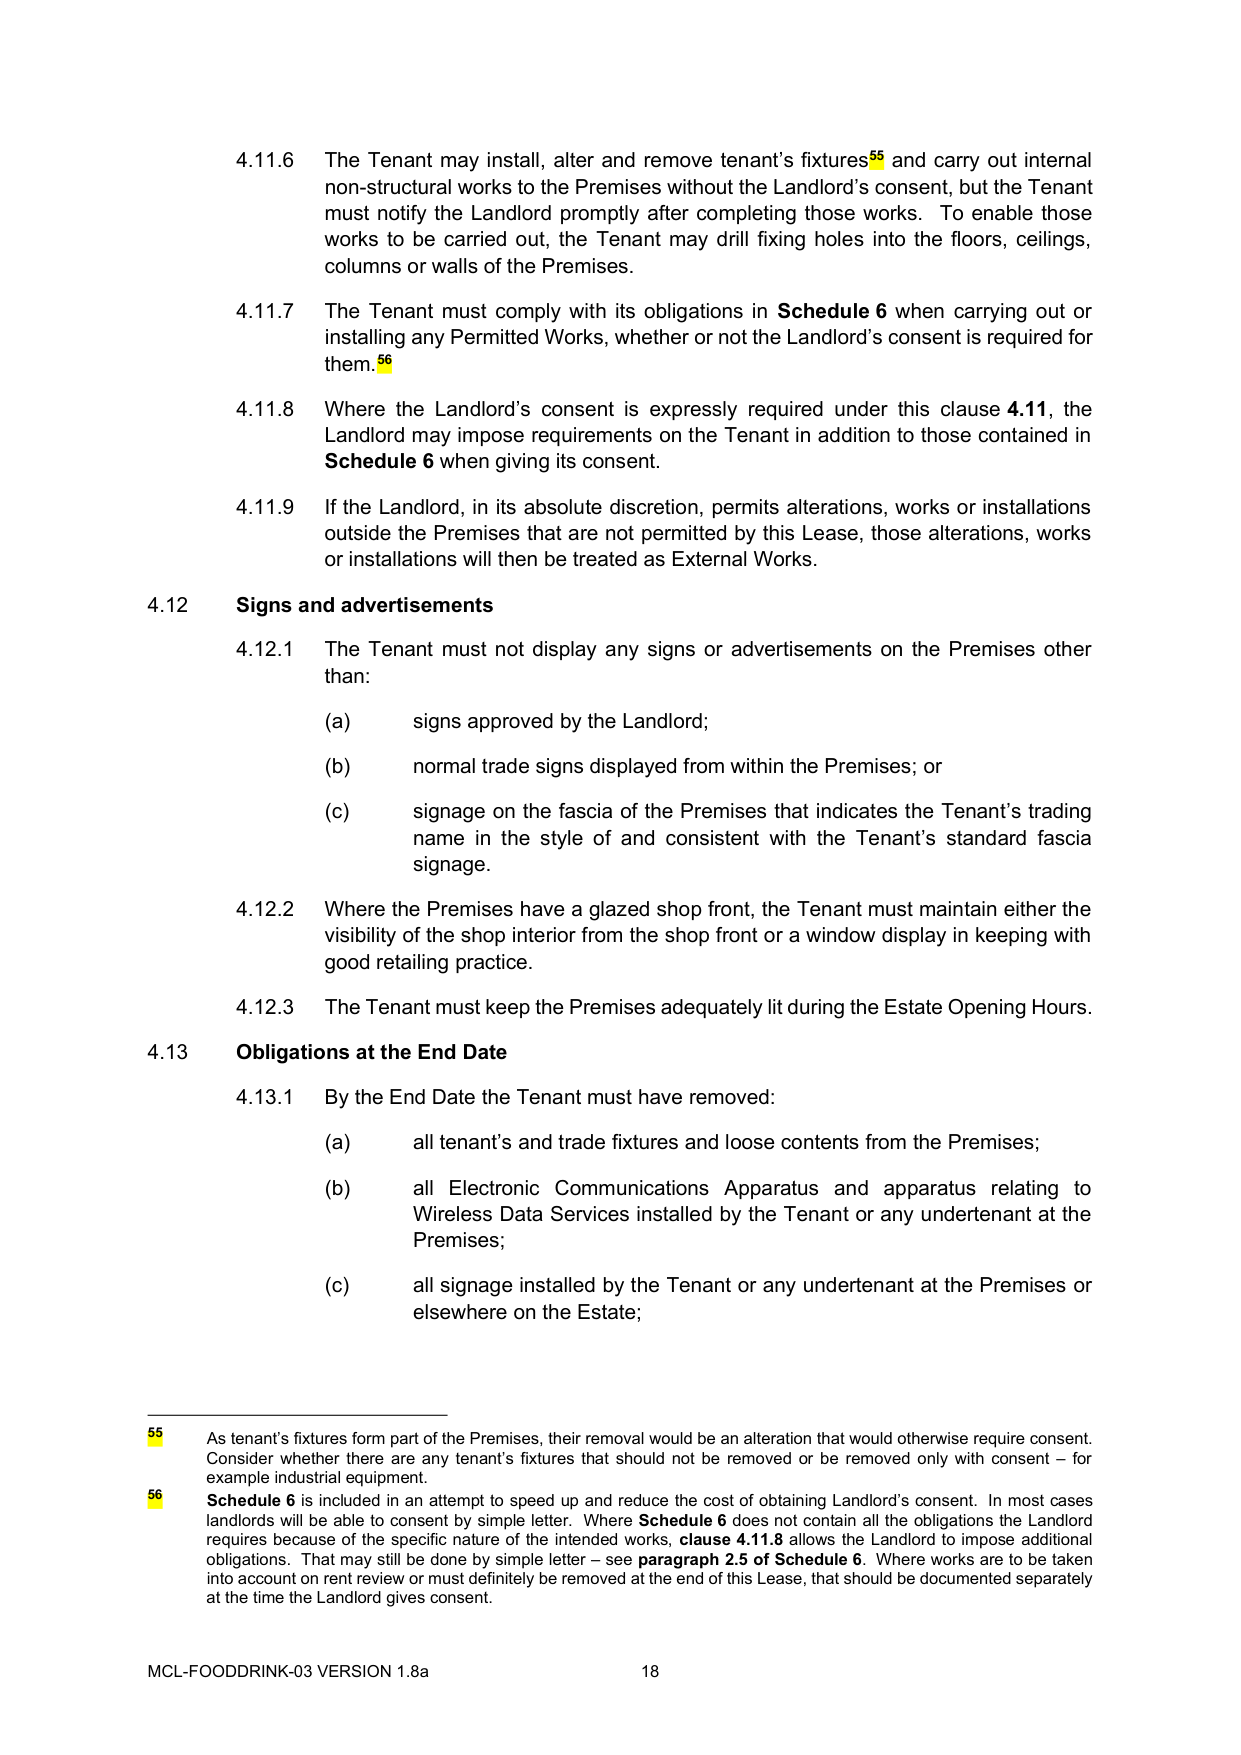 4.11.6 The Tenant may install, alter and remove tenant’s fixtures55 and carry out internal
non-structural works to the Premises without the Landlord’s consent, but the Tenant
must notify the Landlord promptly after completing those works. To enable those
works to be carried out, the Tenant may drill fixing holes into the floors, ceilings,
columns or walls of the Premises.
4.11.7 The Tenant must comply with its obligations in Schedule 6 when carrying out or
installing any Permitted Works, whether or not the Landlord’s consent is required for
them.56
4.11.8 Where the Landlord’s consent is expressly required under this clause 4.11, the
Landlord may impose requirements on the Tenant in addition to those contained in
Schedule 6 when giving its consent.
4.11.9 If the Landlord, in its absolute discretion, permits alterations, works or installations
outside the Premises that are not permitted by this Lease, those alterations, works
or installations will then be treated as External Works.
4.12 Signs and advertisements
4.12.1 The Tenant must not display any signs or advertisements on the Premises other
than:
(a) signs approved by the Landlord;
(b) normal trade signs displayed from within the Premises; or
(c) signage on the fascia of the Premises that indicates the Tenant’s trading
name in the style of and consistent with the Tenant’s standard fascia
signage.
4.12.2 Where the Premises have a glazed shop front, the Tenant must maintain either the
visibility of the shop interior from the shop front or a window display in keeping with
good retailing practice.
4.12.3 The Tenant must keep the Premises adequately lit during the Estate Opening Hours.
4.13 Obligations at the End Date
4.13.1 By the End Date the Tenant must have removed:
(a) all tenant’s and trade fixtures and loose contents from the Premises;
(b) all Electronic Communications Apparatus and apparatus relating to
Wireless Data Services installed by the Tenant or any undertenant at the
Premises;
(c) all signage installed by the Tenant or any undertenant at the Premises or
elsewhere on the Estate;
55 As tenant’s fixtures form part of the Premises, their removal would be an alteration that would otherwise require consent.
Consider whether there are any tenant’s fixtures that should not be removed or be removed only with consent – for
example industrial equipment.
56 Schedule 6 is included in an attempt to speed up and reduce the cost of obtaining Landlord’s consent. In most cases
landlords will be able to consent by simple letter. Where Schedule 6 does not contain all the obligations the Landlord
requires because of the specific nature of the intended works, clause 4.11.8 allows the Landlord to impose additional
obligations. That may still be done by simple letter – see paragraph 2.5 of Schedule 6. Where works are to be taken
into account on rent review or must definitely be removed at the end of this Lease, that should be documented separately
at the time the Landlord gives consent.
MCL-FOODDRINK-03 VERSION 1.8a 18